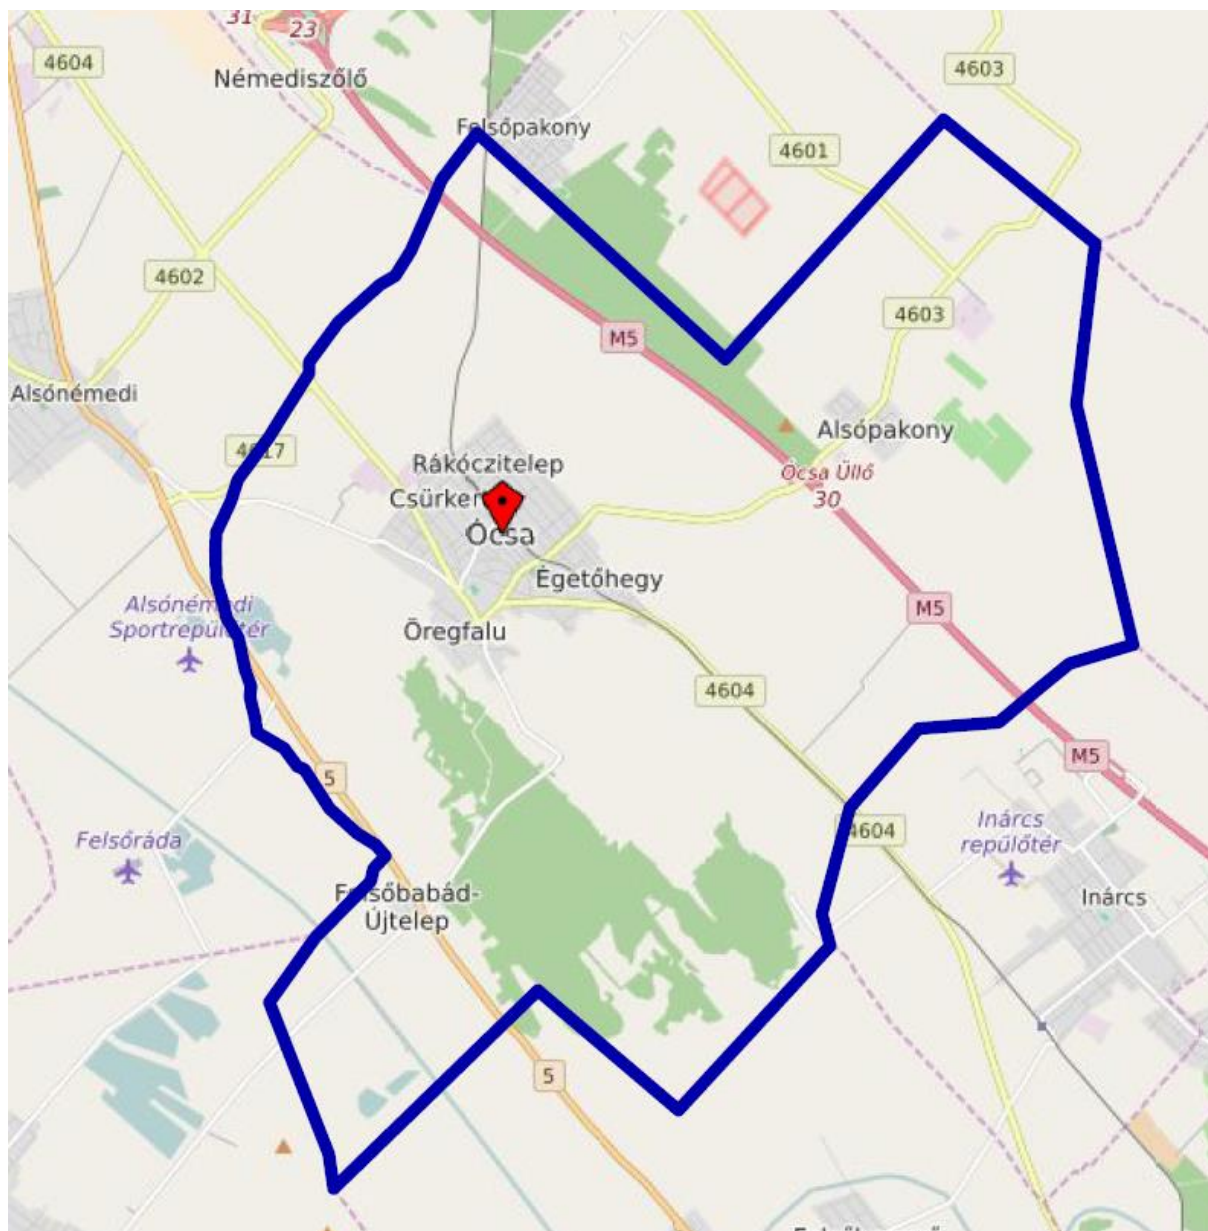 31
23
4604
Némediszőlő
4603
Felsőpakony
4601
4602
4603
M5
Alsónémedi
Alsópakony
4617
Rákóczitelep
Ócsa Üllő
30
Ócsa
Égetőhegy
M5
Alsónémedi
Sportrepülőtér
Öregfalu
4604
M5
5
Felsőráda
4604
Inárcs
repülőtér
Felsőbabád-
Újtelep
Inárcs
5